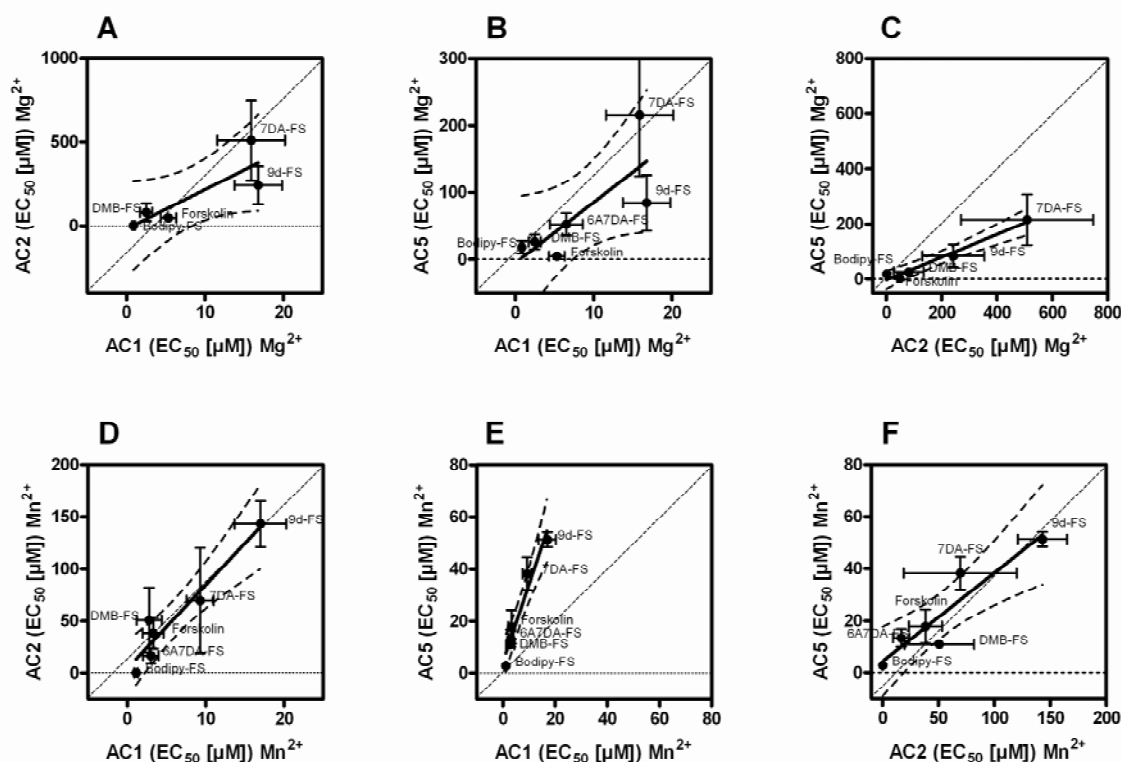 A
1000
500
0
AC2 (EC50 [µM]) Mg2+
7DA-FS
9d-FS
DMB-FS
Forskolin
Bodipy-FS
0 10 20
AC1 (EC50 [µM]) Mg2+
B
300
200
100
0
AC5 (EC50 [µM]) Mg2+
7DA-FS
9d-FS
6A7DA-FS
Bodipy-FS
DMB-FS
Forskolin
0 10 20
AC1 (EC50 [µM]) Mg2+
C
800
600
400
200
0
AC5 (EC50 [µM]) Mg2+
7DA-FS
9d-FS
Bodipy-FS
DMB-FS
Forskolin
0 200 400 600 800
AC2 (EC50 [µM]) Mg2+
D
200
150
100
50
0
AC2 (EC50 [µM]) Mn2+
9d-FS
7DA-FS
DMB-FS
Forskolin
6A7DA-FS
Bodipy-FS
0 10 20
AC1 (EC50 [µM]) Mn2+
E
80
60
40
20
0
AC5 (EC50 [µM]) Mn2+
9d-FS
7DA-FS
Forskolin
6A7DA-FS
DMB-FS
Bodipy-FS
0 20 40 60 80
AC1 (EC50 [µM]) Mn2+
F
80
60
40
20
0
AC5 (EC50 [µM]) Mn2+
9d-FS
7DA-FS
Forskolin
6A7DA-FS
DMB-FS
Bodipy-FS
0 50 100 150 200
AC2 (EC50 [µM]) Mn2+